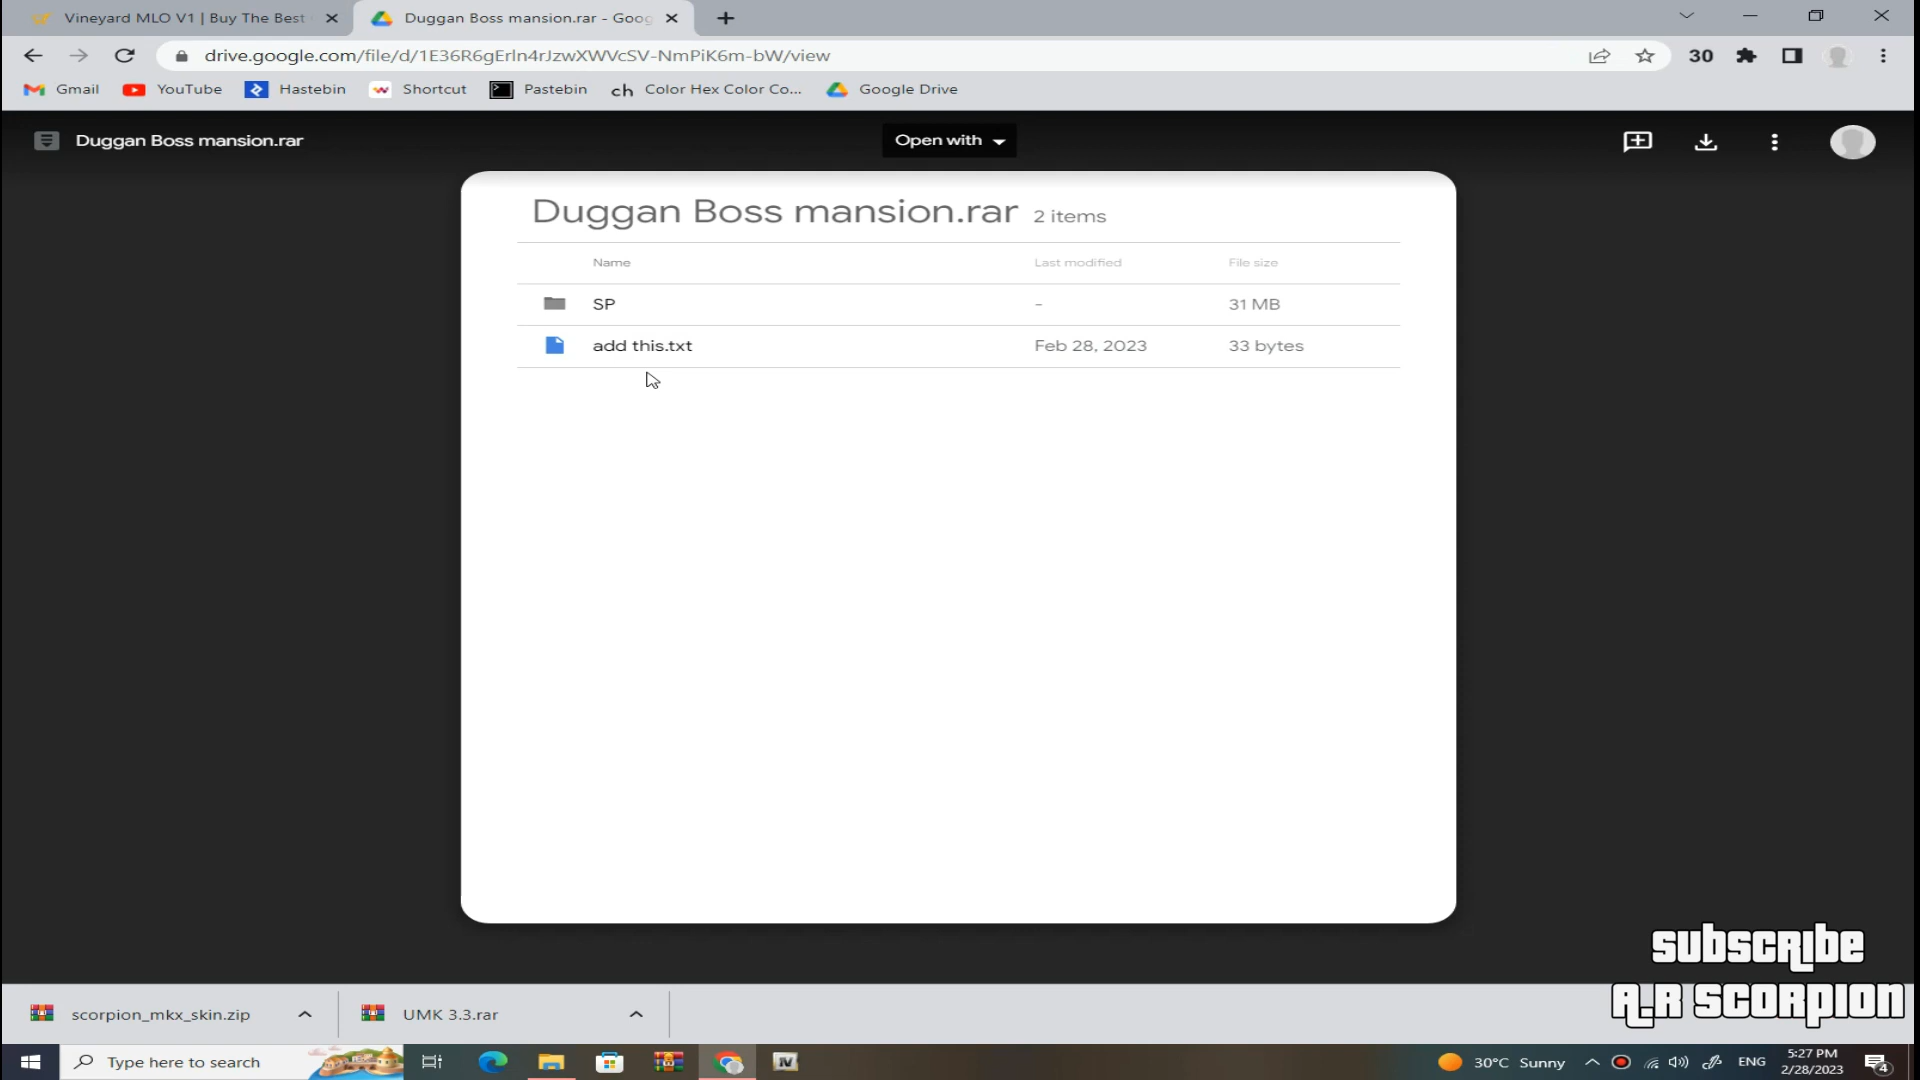 Vineyard MLO V1 | Buy The Best
Duggan Boss mansion.rar - Goog
drive.google.com/file/d/1E36R6gErln4rJzwXWVcSV-NmPiK6m-bW/view
30
Gmail YouTube Hastebin Shortcut Pastebin ch Color Hex Color Co... Google Drive
Duggan Boss mansion.rar
Open with
Duggan Boss mansion.rar 2 items
Name Last modified File size
SP - 31 MB
add this.txt Feb 28, 2023 33 bytes
SUBSCRIBE
A.R SCORPION
scorpion_mkx_skin.zip UMK 3.3.rar
Type here to search
IV
30°C Sunny
ENG
5:27 PM
2/28/2023
4